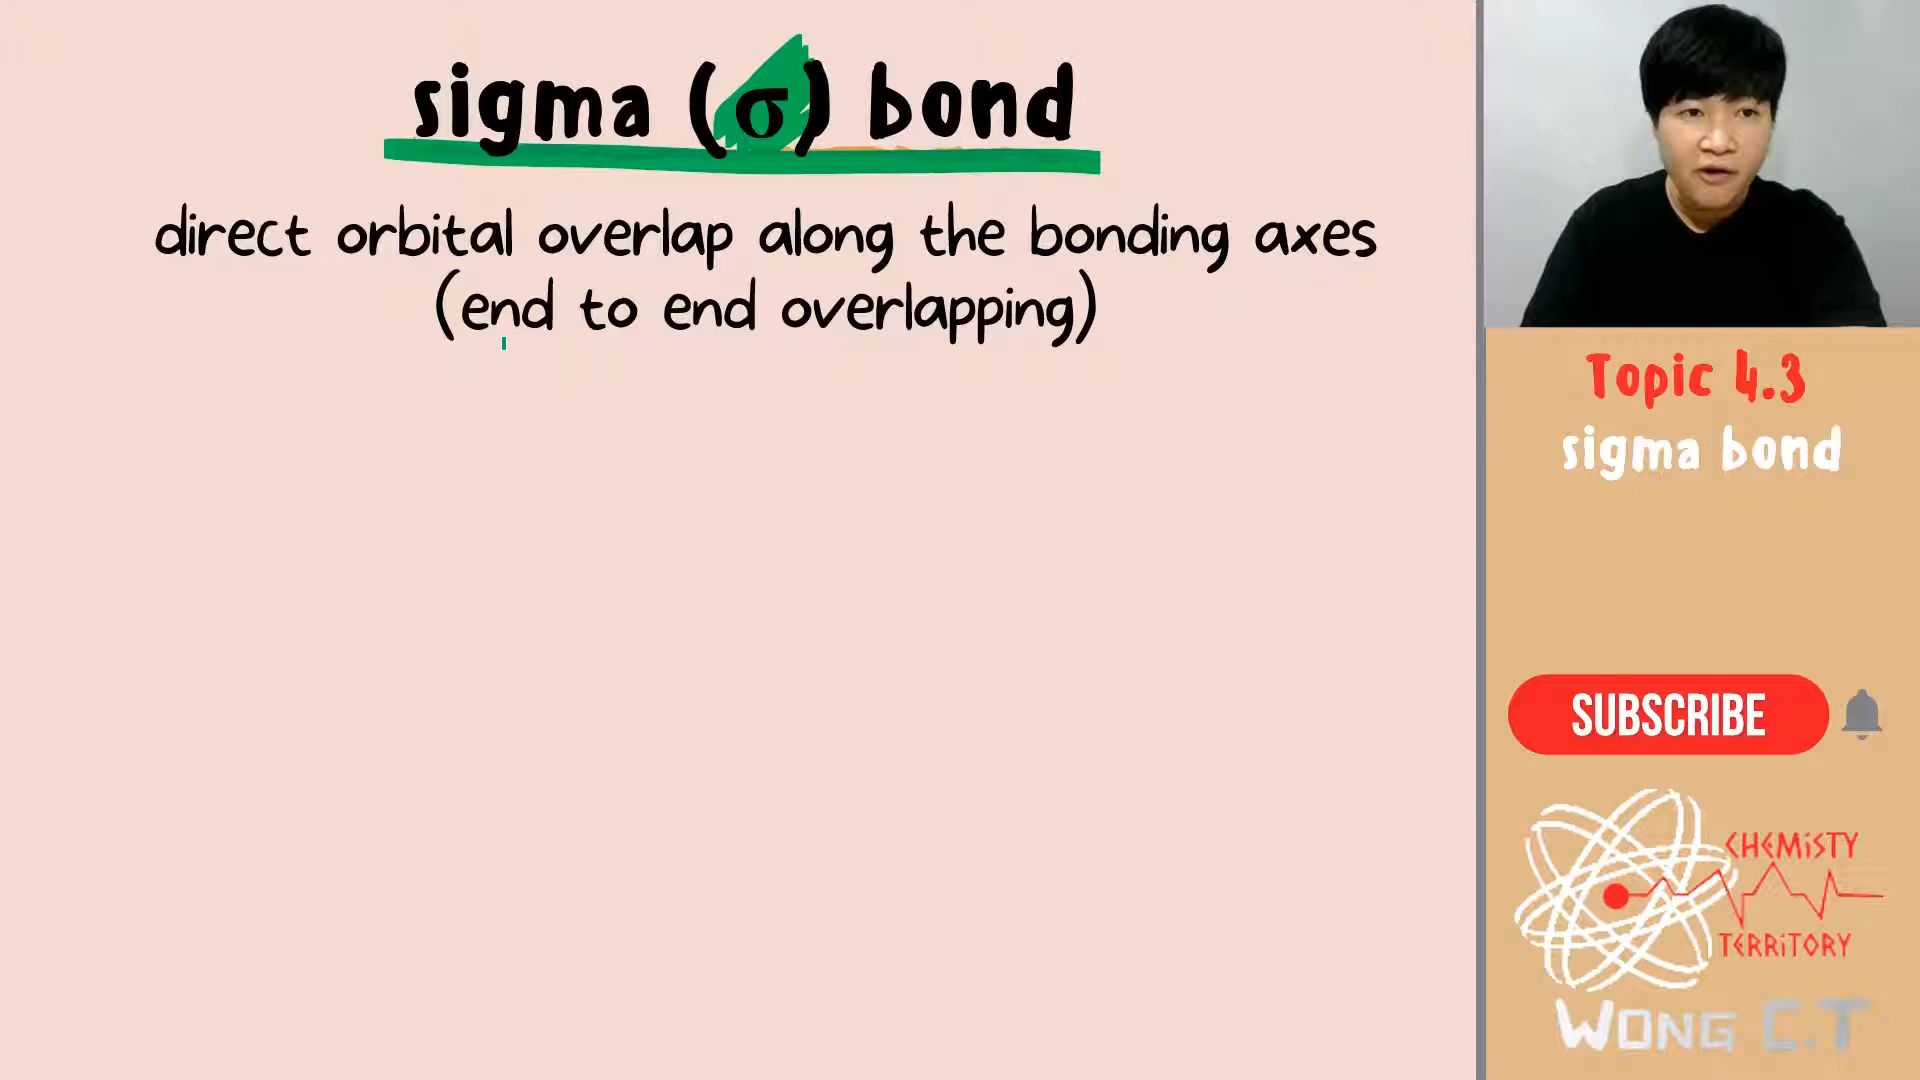 sigma (σ) bond
direct orbital overlap along the bonding axes
(end to end overlapping)
Topic 4.3
sigma bond
SUBSCRIBE
CHEMiSTY
TERRiTORY
WONG C.T